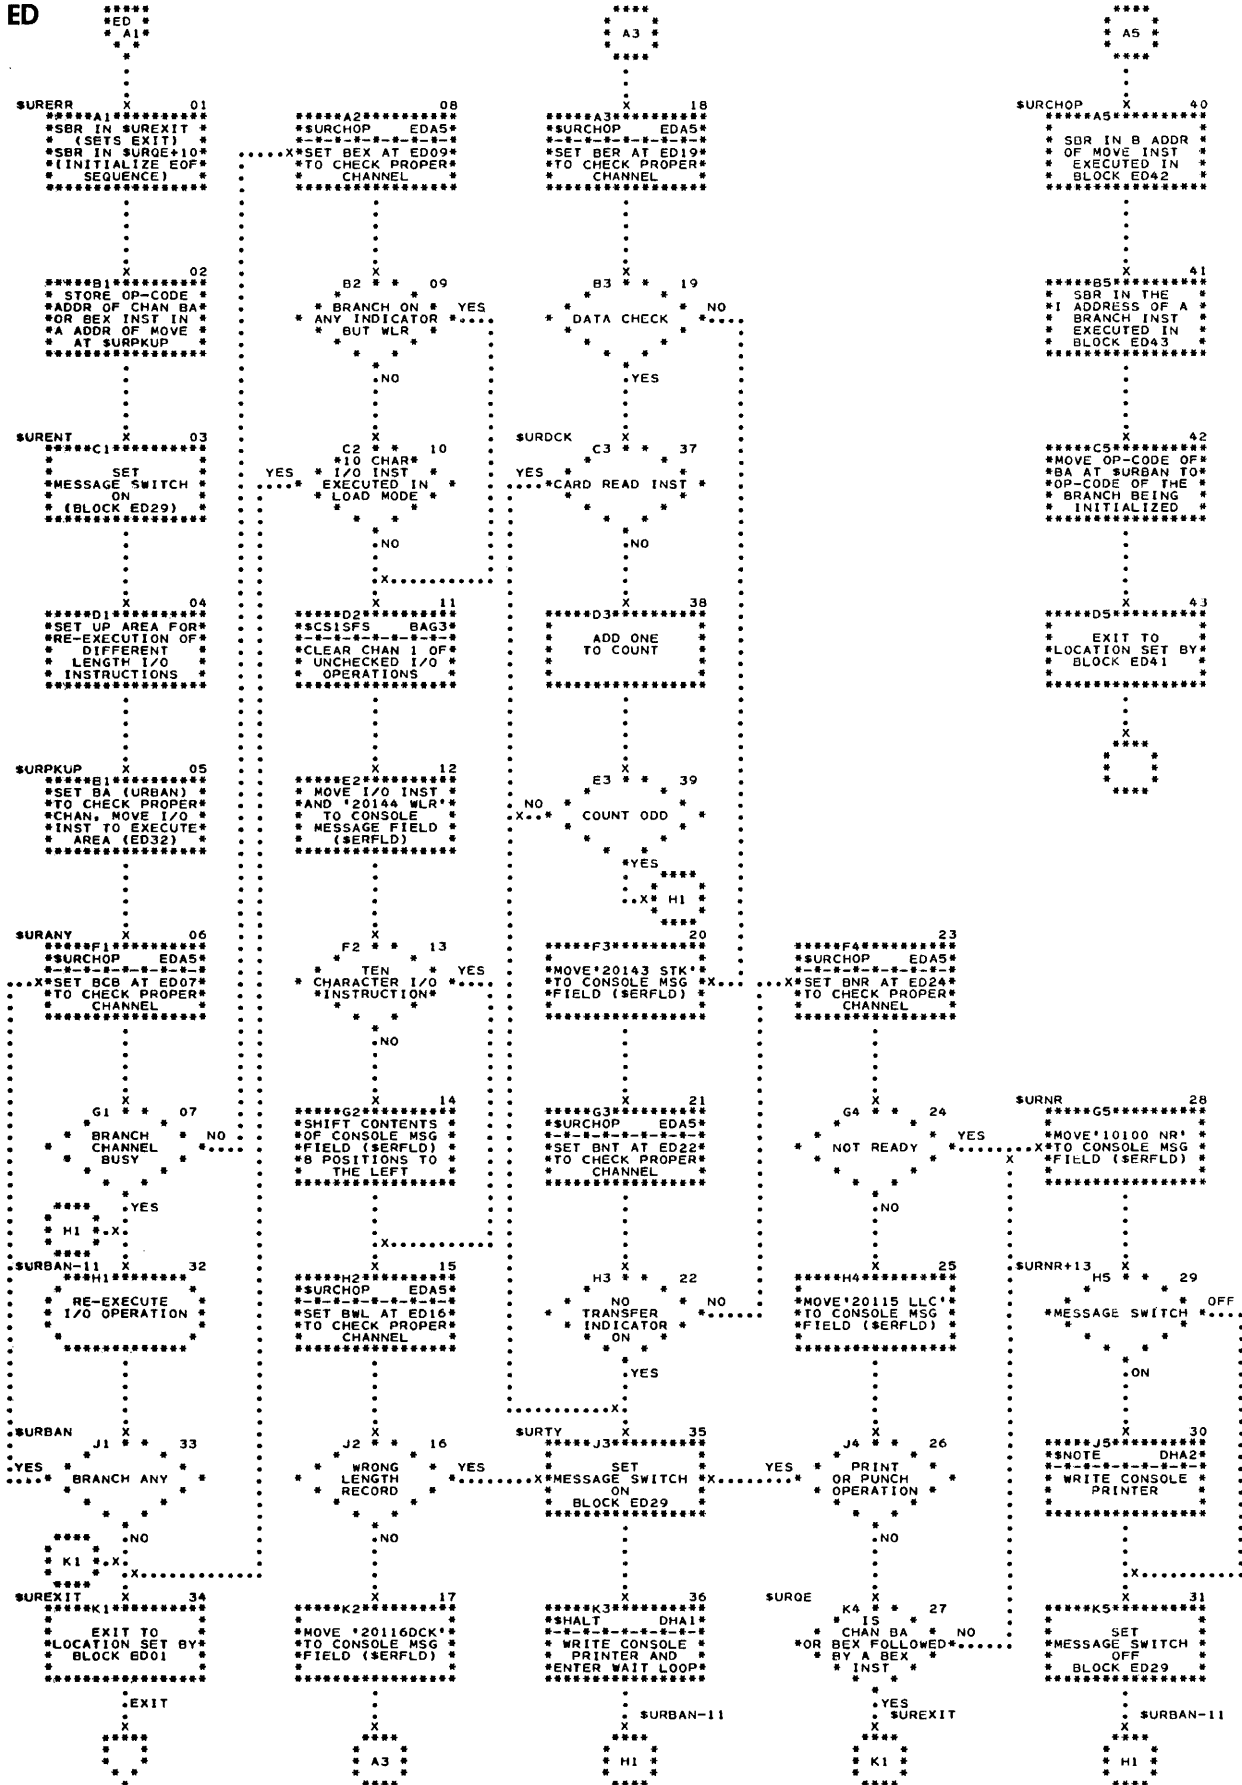 ED
ED
A1
$URERR 01
A1
SBR IN $UREXIT
(SETS EXIT)
SBR IN $URQE+10
(INITIALIZE EOF
SEQUENCE)
02
B1
STORE OP-CODE
ADDR OF CHAN BA
OR BEX INST IN
A ADDR OF MOVE
AT $URPKUP
$URENT 03
C1
SET
MESSAGE SWITCH
ON
(BLOCK ED29)
04
D1
SET UP AREA FOR
RE-EXECUTION OF
DIFFERENT
LENGTH I/O
INSTRUCTIONS
$URPKUP 05
E1
SET BA (URBAN)
TO CHECK PROPER
CHAN, MOVE I/O
INST TO EXECUTE
AREA (ED32)
$URANY 06
F1
$URCHOP EDA5
SET BCB AT ED07
TO CHECK PROPER
CHANNEL
G1 07
BRANCH
CHANNEL
BUSY
NO
YES
H1
$URBAN-11 32
H1
RE-EXECUTE
I/O OPERATION
$URBAN
J1 33
YES
BRANCH ANY
NO
K1
$UREXIT 34
K1
EXIT TO
LOCATION SET BY
BLOCK ED01
EXIT
08
A2
$URCHOP EDA5
SET BEX AT ED09
TO CHECK PROPER
CHANNEL
B2 09
BRANCH ON
ANY INDICATOR
BUT WLR
YES
NO
C2 10
10 CHAR
I/O INST
EXECUTED IN
LOAD MODE
YES
NO
11
D2
$CS1SFS BAG3
CLEAR CHAN 1 OF
UNCHECKED I/O
OPERATIONS
12
E2
MOVE I/O INST
AND '20144 WLR'
TO CONSOLE
MESSAGE FIELD
($ERFLD)
F2 13
TEN
CHARACTER I/O
INSTRUCTION
YES
NO
14
G2
SHIFT CONTENTS
OF CONSOLE MSG
FIELD ($ERFLD)
8 POSITIONS TO
THE LEFT
15
H2
$URCHOP EDA5
SET BWL AT ED16
TO CHECK PROPER
CHANNEL
J2 16
WRONG
LENGTH
RECORD
YES
NO
17
K2
MOVE '20116DCK'
TO CONSOLE MSG
FIELD ($ERFLD)
A3
A3
18
A3
$URCHOP EDA5
SET BER AT ED19
TO CHECK PROPER
CHANNEL
B3 19
DATA CHECK
NO
YES
$URDCK
C3 37
YES
CARD READ INST
NO
38
D3
ADD ONE
TO COUNT
E3 39
NO
COUNT ODD
YES
H1
20
F3
MOVE'20143 STK'
TO CONSOLE MSG
FIELD ($ERFLD)
21
G3
$URCHOP EDA5
SET BNT AT ED22
TO CHECK PROPER
CHANNEL
H3 22
NO
TRANSFER
INDICATOR
ON
NO
YES
$URTY 35
J3
SET
MESSAGE SWITCH
ON
BLOCK ED29
36
K3
$HALT DHA1
WRITE CONSOLE
PRINTER AND
ENTER WAIT LOOP
$URBAN-11
H1
23
F4
$URCHOP EDA5
SET BNR AT ED24
TO CHECK PROPER
CHANNEL
G4 24
NOT READY
YES
NO
25
H4
MOVE'20115 LLC'
TO CONSOLE MSG
FIELD ($ERFLD)
J4 26
YES
PRINT
OR PUNCH
OPERATION
NO
$URQE
K4 27
IS
CHAN BA
OR BEX FOLLOWED
BY A BEX
INST
NO
YES
$UREXIT
K1
A5
$URCHOP 40
A5
SBR IN B ADDR
OF MOVE INST
EXECUTED IN
BLOCK ED42
41
B5
SBR IN THE
I ADDRESS OF A
BRANCH INST
EXECUTED IN
BLOCK ED43
42
C5
MOVE OP-CODE OF
BA AT $URBAN TO
OP-CODE OF THE
BRANCH BEING
INITIALIZED
43
D5
EXIT TO
LOCATION SET BY
BLOCK ED41
$URNR 28
G5
MOVE'10100 NR'
TO CONSOLE MSG
FIELD ($ERFLD)
$URNR+13
H5 29
MESSAGE SWITCH
OFF
ON
30
J5
$NOTE DHA2
WRITE CONSOLE
PRINTER
31
K5
SET
MESSAGE SWITCH
OFF
BLOCK ED29
$URBAN-11
H1